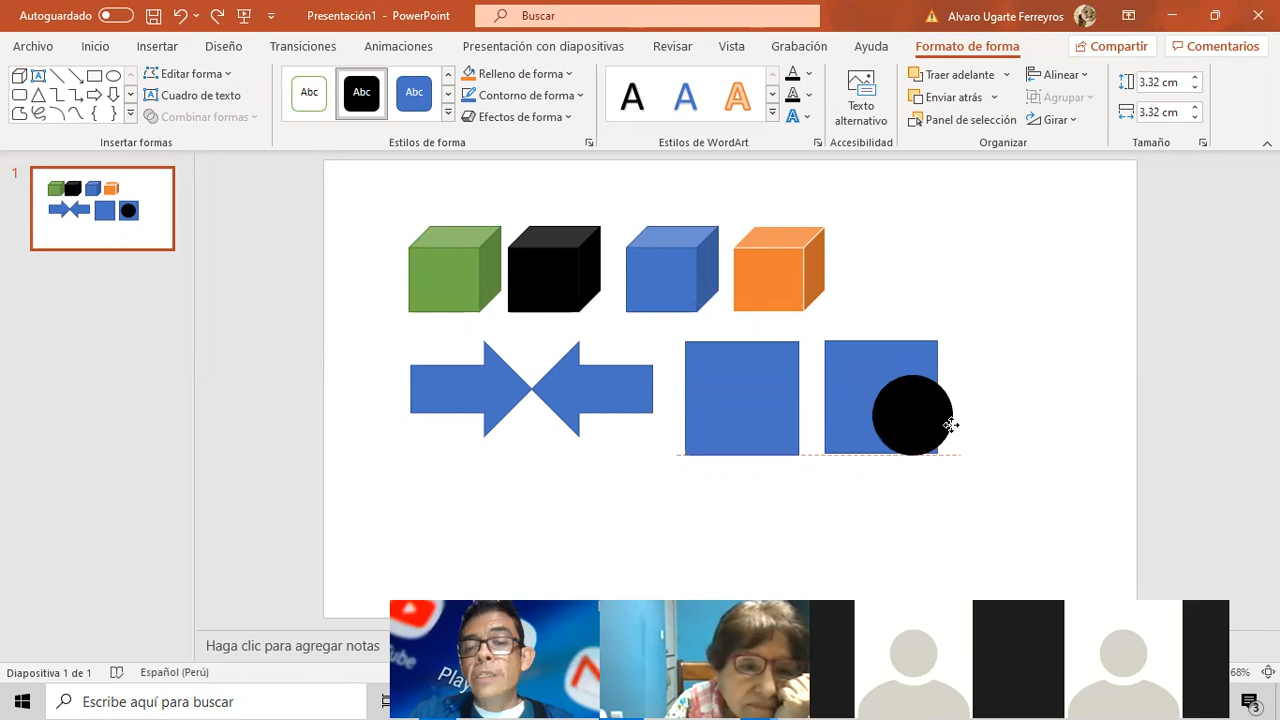 Autoguardado
Presentación1 - PowerPoint
Buscar
Alvaro Ugarte Ferreyros
Archivo Inicio Insertar Diseño Transiciones Animaciones Presentación con diapositivas Revisar Vista Grabación Ayuda Formato de forma Compartir Comentarios
Editar forma
Cuadro de texto
Combinar formas
Insertar formas
Abc Abc Abc
Relleno de forma
Contorno de forma
Efectos de forma
Estilos de forma
A A A
A
A
A
Estilos de WordArt
Texto
alternativo
Accesibilidad
Traer adelante
Enviar atrás
Panel de selección
Alinear
Agrupar
Girar
Organizar
3.32 cm
3.32 cm
Tamaño
1
Haga clic para agregar notas
Play
Diapositiva 1 de 1
Español (Perú)
68%
Escribe aquí para buscar
3